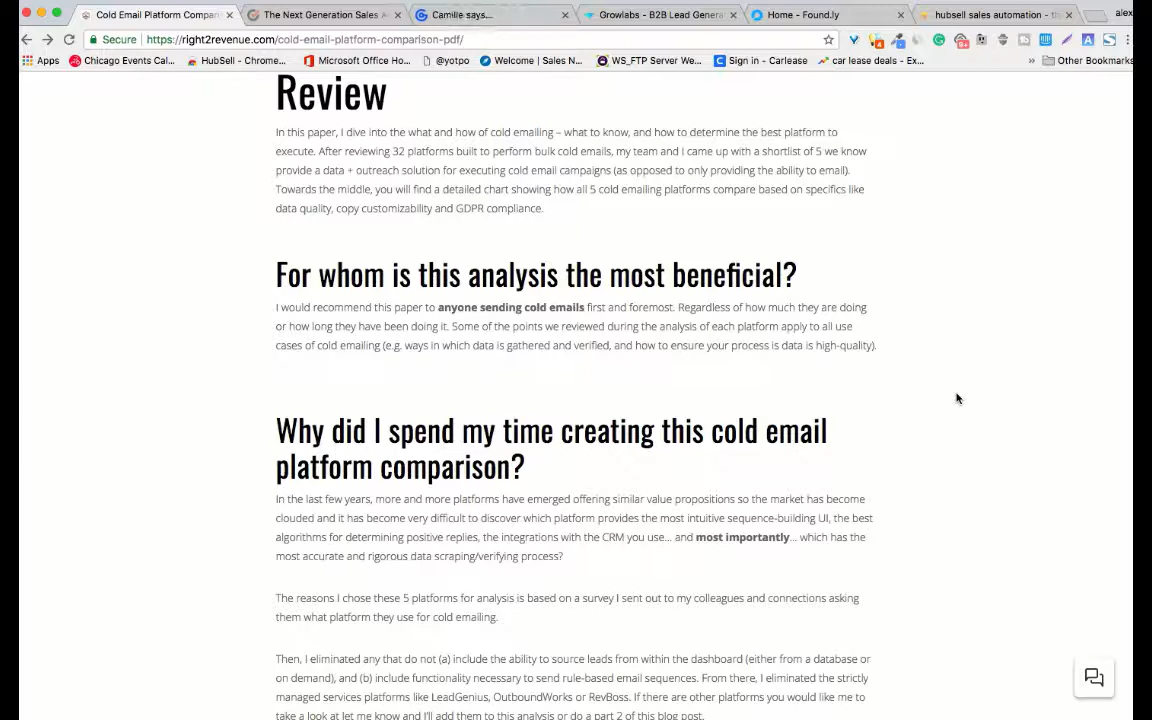 Cold Email Platform Compari
The Next Generation Sales A
Camille says...
Growlabs - B2B Lead Genera
Home - Found.ly
hubsell sales automation - th
alex
Secure
https://right2revenue.com/cold-email-platform-comparison-pdf/
Apps
Chicago Events Cal...
HubSell - Chrome...
Microsoft Office Ho...
@yotpo
Welcome | Sales N...
WS_FTP Server We...
Sign in - Carlease
car lease deals - Ex...
»
Other Bookmarks
Review
In this paper, I dive into the what and how of cold emailing – what to know, and how to determine the best platform to
execute. After reviewing 32 platforms built to perform bulk cold emails, my team and I came up with a shortlist of 5 we know
provide a data + outreach solution for executing cold email campaigns (as opposed to only providing the ability to email).
Towards the middle, you will find a detailed chart showing how all 5 cold emailing platforms compare based on specifics like
data quality, copy customizability and GDPR compliance.
For whom is this analysis the most beneficial?
I would recommend this paper to anyone sending cold emails first and foremost. Regardless of how much they are doing
or how long they have been doing it. Some of the points we reviewed during the analysis of each platform apply to all use
cases of cold emailing (e.g. ways in which data is gathered and verified, and how to ensure your process is data is high-quality).
Why did I spend my time creating this cold email
platform comparison?
In the last few years, more and more platforms have emerged offering similar value propositions so the market has become
clouded and it has become very difficult to discover which platform provides the most intuitive sequence-building UI, the best
algorithms for determining positive replies, the integrations with the CRM you use... and most importantly... which has the
most accurate and rigorous data scraping/verifying process?
The reasons I chose these 5 platforms for analysis is based on a survey I sent out to my colleagues and connections asking
them what platform they use for cold emailing.
Then, I eliminated any that do not (a) include the ability to source leads from within the dashboard (either from a database or
on demand), and (b) include functionality necessary to send rule-based email sequences. From there, I eliminated the strictly
managed services platforms like LeadGenius, OutboundWorks or RevBoss. If there are other platforms you would like me to
take a look at let me know and I'll add them to this analysis or do a part 2 of this blog post.